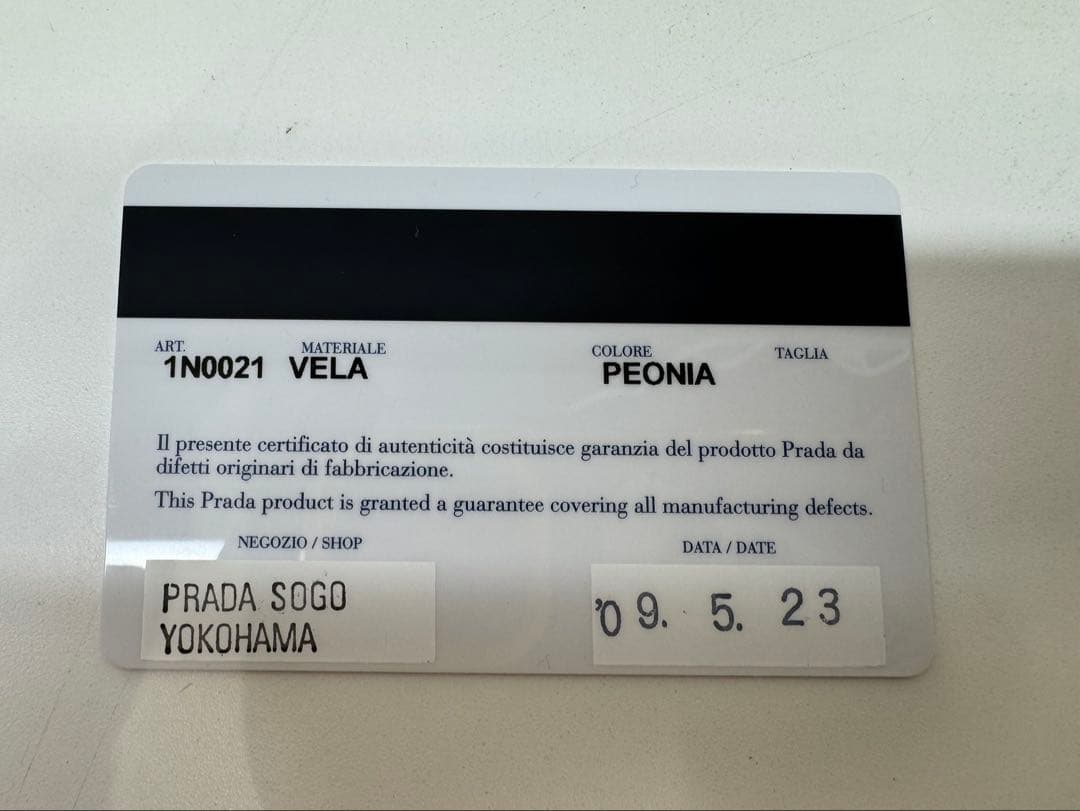 ART. MATERIALE COLORE TAGLIA
1N0021 VELA PEONIA
Il presente certificato di autenticità costituisce garanzia del prodotto Prada da
difetti originari di fabbricazione.
This Prada product is granted a guarantee covering all manufacturing defects.
NEGOZIO / SHOP DATA / DATE
PRADA SOGO
YOKOHAMA
'09. 5. 23